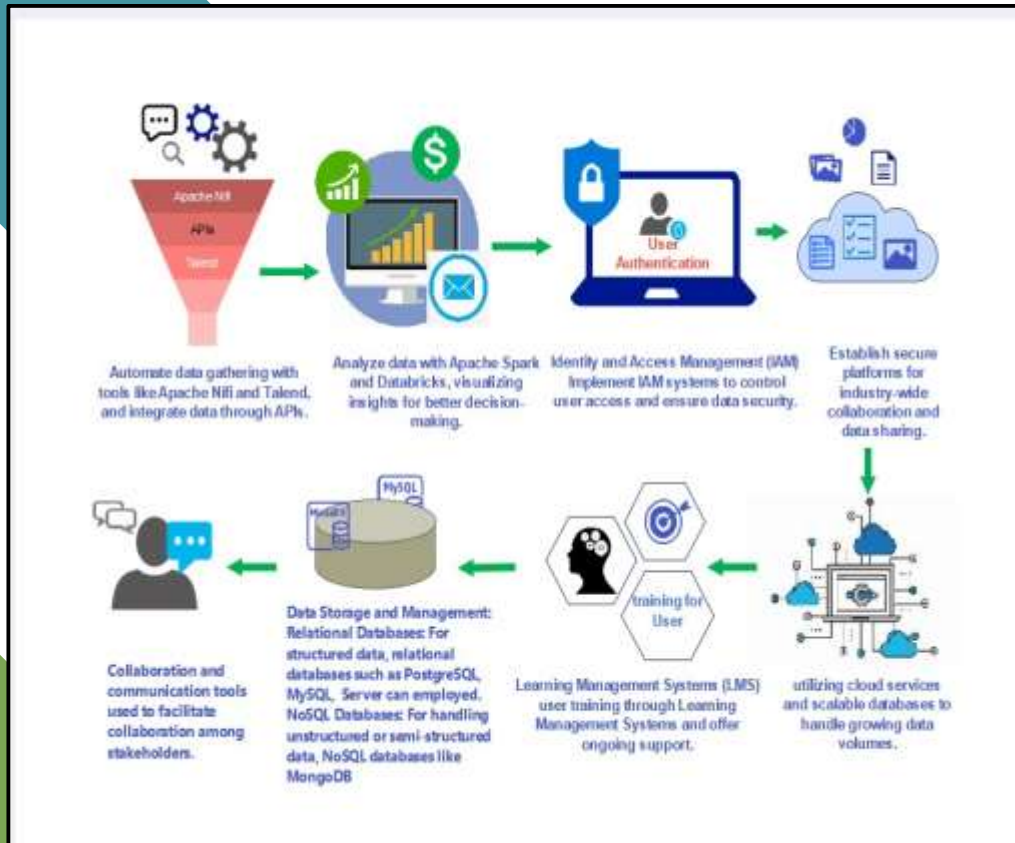 Apache Nifi
APIs
Talend
Automate data gathering with
tools like Apache Nifi and Talend,
and integrate data through APIs.
Analyze data with Apache Spark
and Databricks, visualizing
insights for better decision-
making.
User
Authentication
Identity and Access Management (IAM)
Implement IAM systems to control
user access and ensure data security.
Establish secure
platforms for
industry-wide
collaboration and
data sharing.
utilizing cloud services
and scalable databases to
handle growing data
volumes.
training for
User
Learning Management Systems (LMS)
user training through Learning
Management Systems and offer
ongoing support.
MySQL
Data Storage and Management:
Relational Databases: For
structured data, relational
databases such as PostgreSQL,
MySQL, Server can employed.
NoSQL Databases: For handling
unstructured or semi-structured
data, NoSQL databases like
MongoDB
Collaboration and
communication tools
used to facilitate
collaboration among
stakeholders.